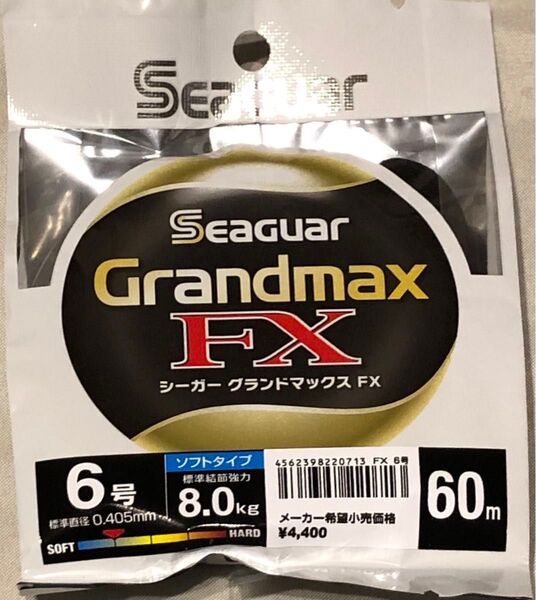 Seaguar
Seaguar
Grandmax
FX
シーガー グランドマックス FX
6号
標準直径 0.405mm
ソフトタイプ
標準結節強力
8.0kg
SOFT HARD
4562398220713 FX 6号
メーカー希望小売価格
¥4,400
60m